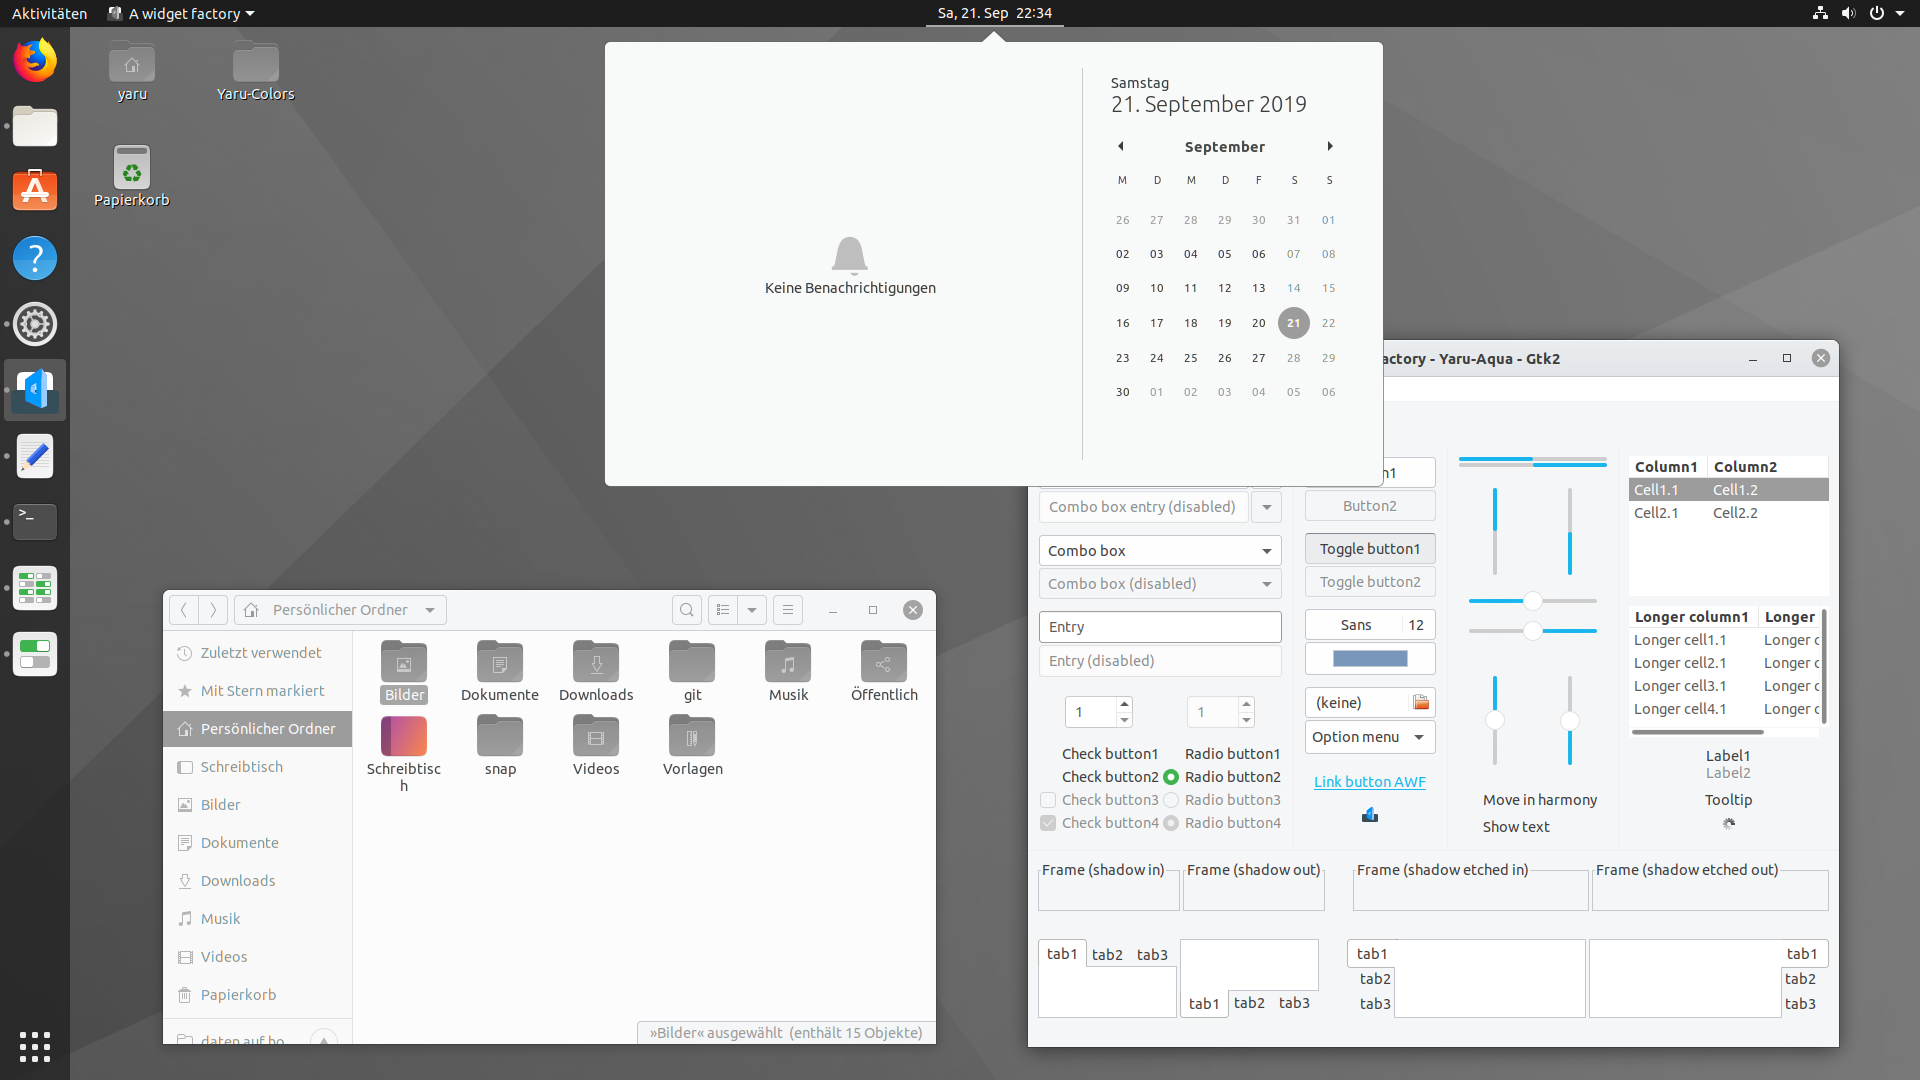 Aktivitäten
A widget factory
Sa, 21. Sep 22:34
yaru
Yaru-Colors
Papierkorb
Keine Benachrichtigungen
Samstag
21. September 2019
September
M D M D F S S
26 27 28 29 30 31 01
02 03 04 05 06 07 08
09 10 11 12 13 14 15
16 17 18 19 20 21 22
23 24 25 26 27 28 29
30 01 02 03 04 05 06
Persönlicher Ordner
Zuletzt verwendet
Mit Stern markiert
Persönlicher Ordner
Schreibtisch
Bilder
Dokumente
Downloads
Musik
Videos
Papierkorb
daten auf bo
Bilder
Dokumente
Downloads
git
Musik
Öffentlich
Schreibtisc
h
snap
Videos
Vorlagen
»Bilder« ausgewählt (enthält 15 Objekte)
actory - Yaru-Aqua - Gtk2
Combo box entry (disabled)
Combo box
Combo box (disabled)
Entry
Entry (disabled)
1
1
Check button1
Check button2
Check button3
Check button4
Radio button1
Radio button2
Radio button3
Radio button4
n1
Button2
Toggle button1
Toggle button2
Sans 12
(keine)
Option menu
Link button AWF
Move in harmony
Show text
Column1 Column2
Cell1.1 Cell1.2
Cell2.1 Cell2.2
Longer column1 Longer
Longer cell1.1 Longer c
Longer cell2.1 Longer c
Longer cell3.1 Longer c
Longer cell4.1 Longer c
Label1
Label2
Tooltip
Frame (shadow in)
Frame (shadow out)
Frame (shadow etched in)
Frame (shadow etched out)
tab1 tab2 tab3
tab1 tab2 tab3
tab1
tab2
tab3
tab1
tab2
tab3